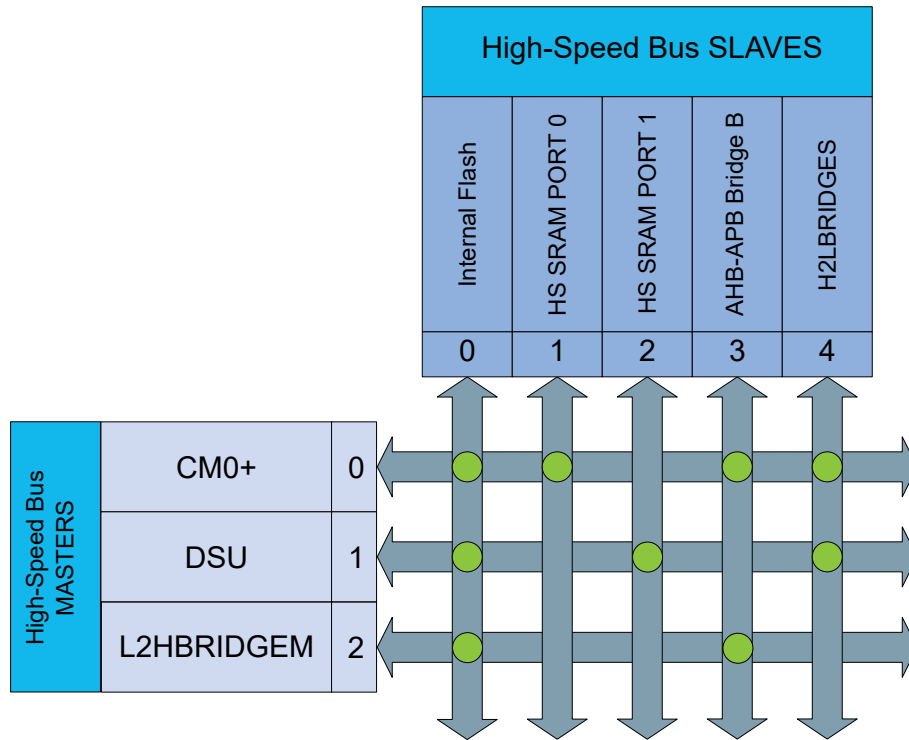 High-Speed Bus SLAVES
Internal Flash
HS SRAM PORT 0
HS SRAM PORT 1
AHB-APB Bridge B
H2LBRIDGES
0
1
2
3
4
High-Speed Bus
MASTERS
CM0+
0
DSU
1
L2HBRIDGEM
2